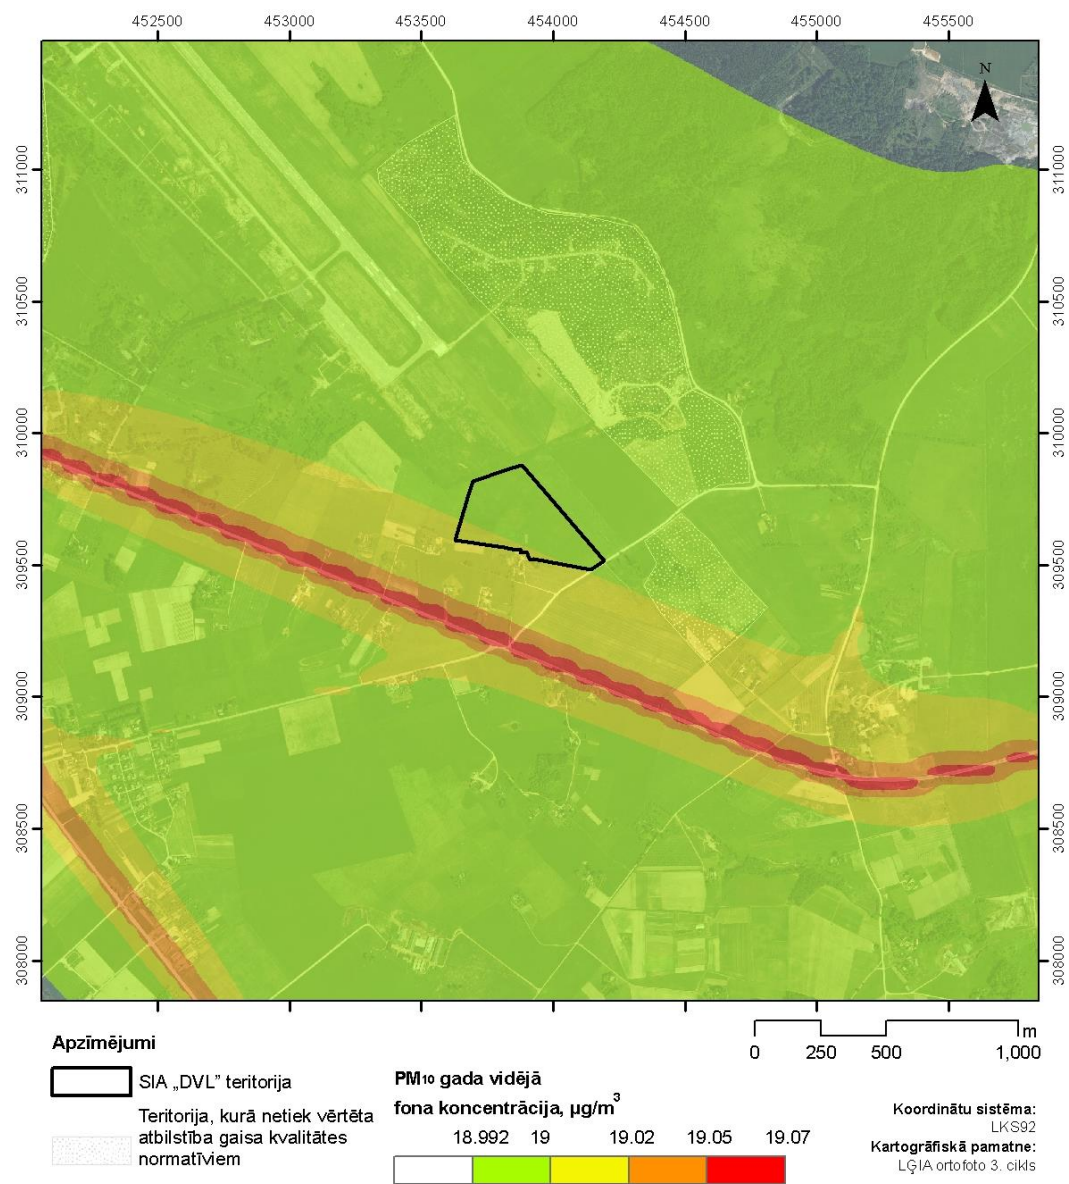 452500 453000 453500 454000 454500 455000 455500
N
311000 311000
310500 310500
310000 310000
309500 309500
309000 309000
308500 308500
308000 308000
Apzīmējumi
SIA „DVL” teritorija
Teritorija, kurā netiek vērtēta
atbilstība gaisa kvalitātes
normatīviem
PM10 gada vidējā
fona koncentrācija, µg/m³
18.992 19 19.02 19.05 19.07
m
0 250 500 1,000
Koordinātu sistēma:
LKS92
Kartogrāfiskā pamatne:
LĢIA ortofoto 3. cikls